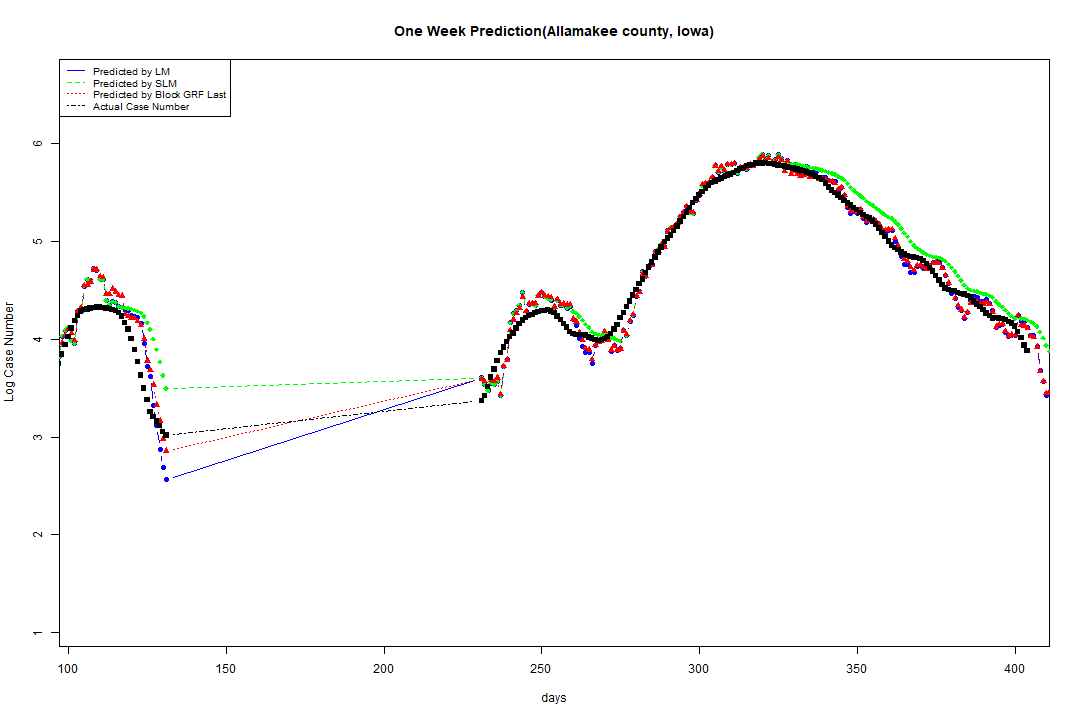 One Week Prediction(Allamakee county, Iowa)
Predicted by LM
Predicted by SLM
Predicted by Block GRF Last
Actual Case Number
6
5
4
3
2
1
Log Case Number
100 150 200 250 300 350 400
days